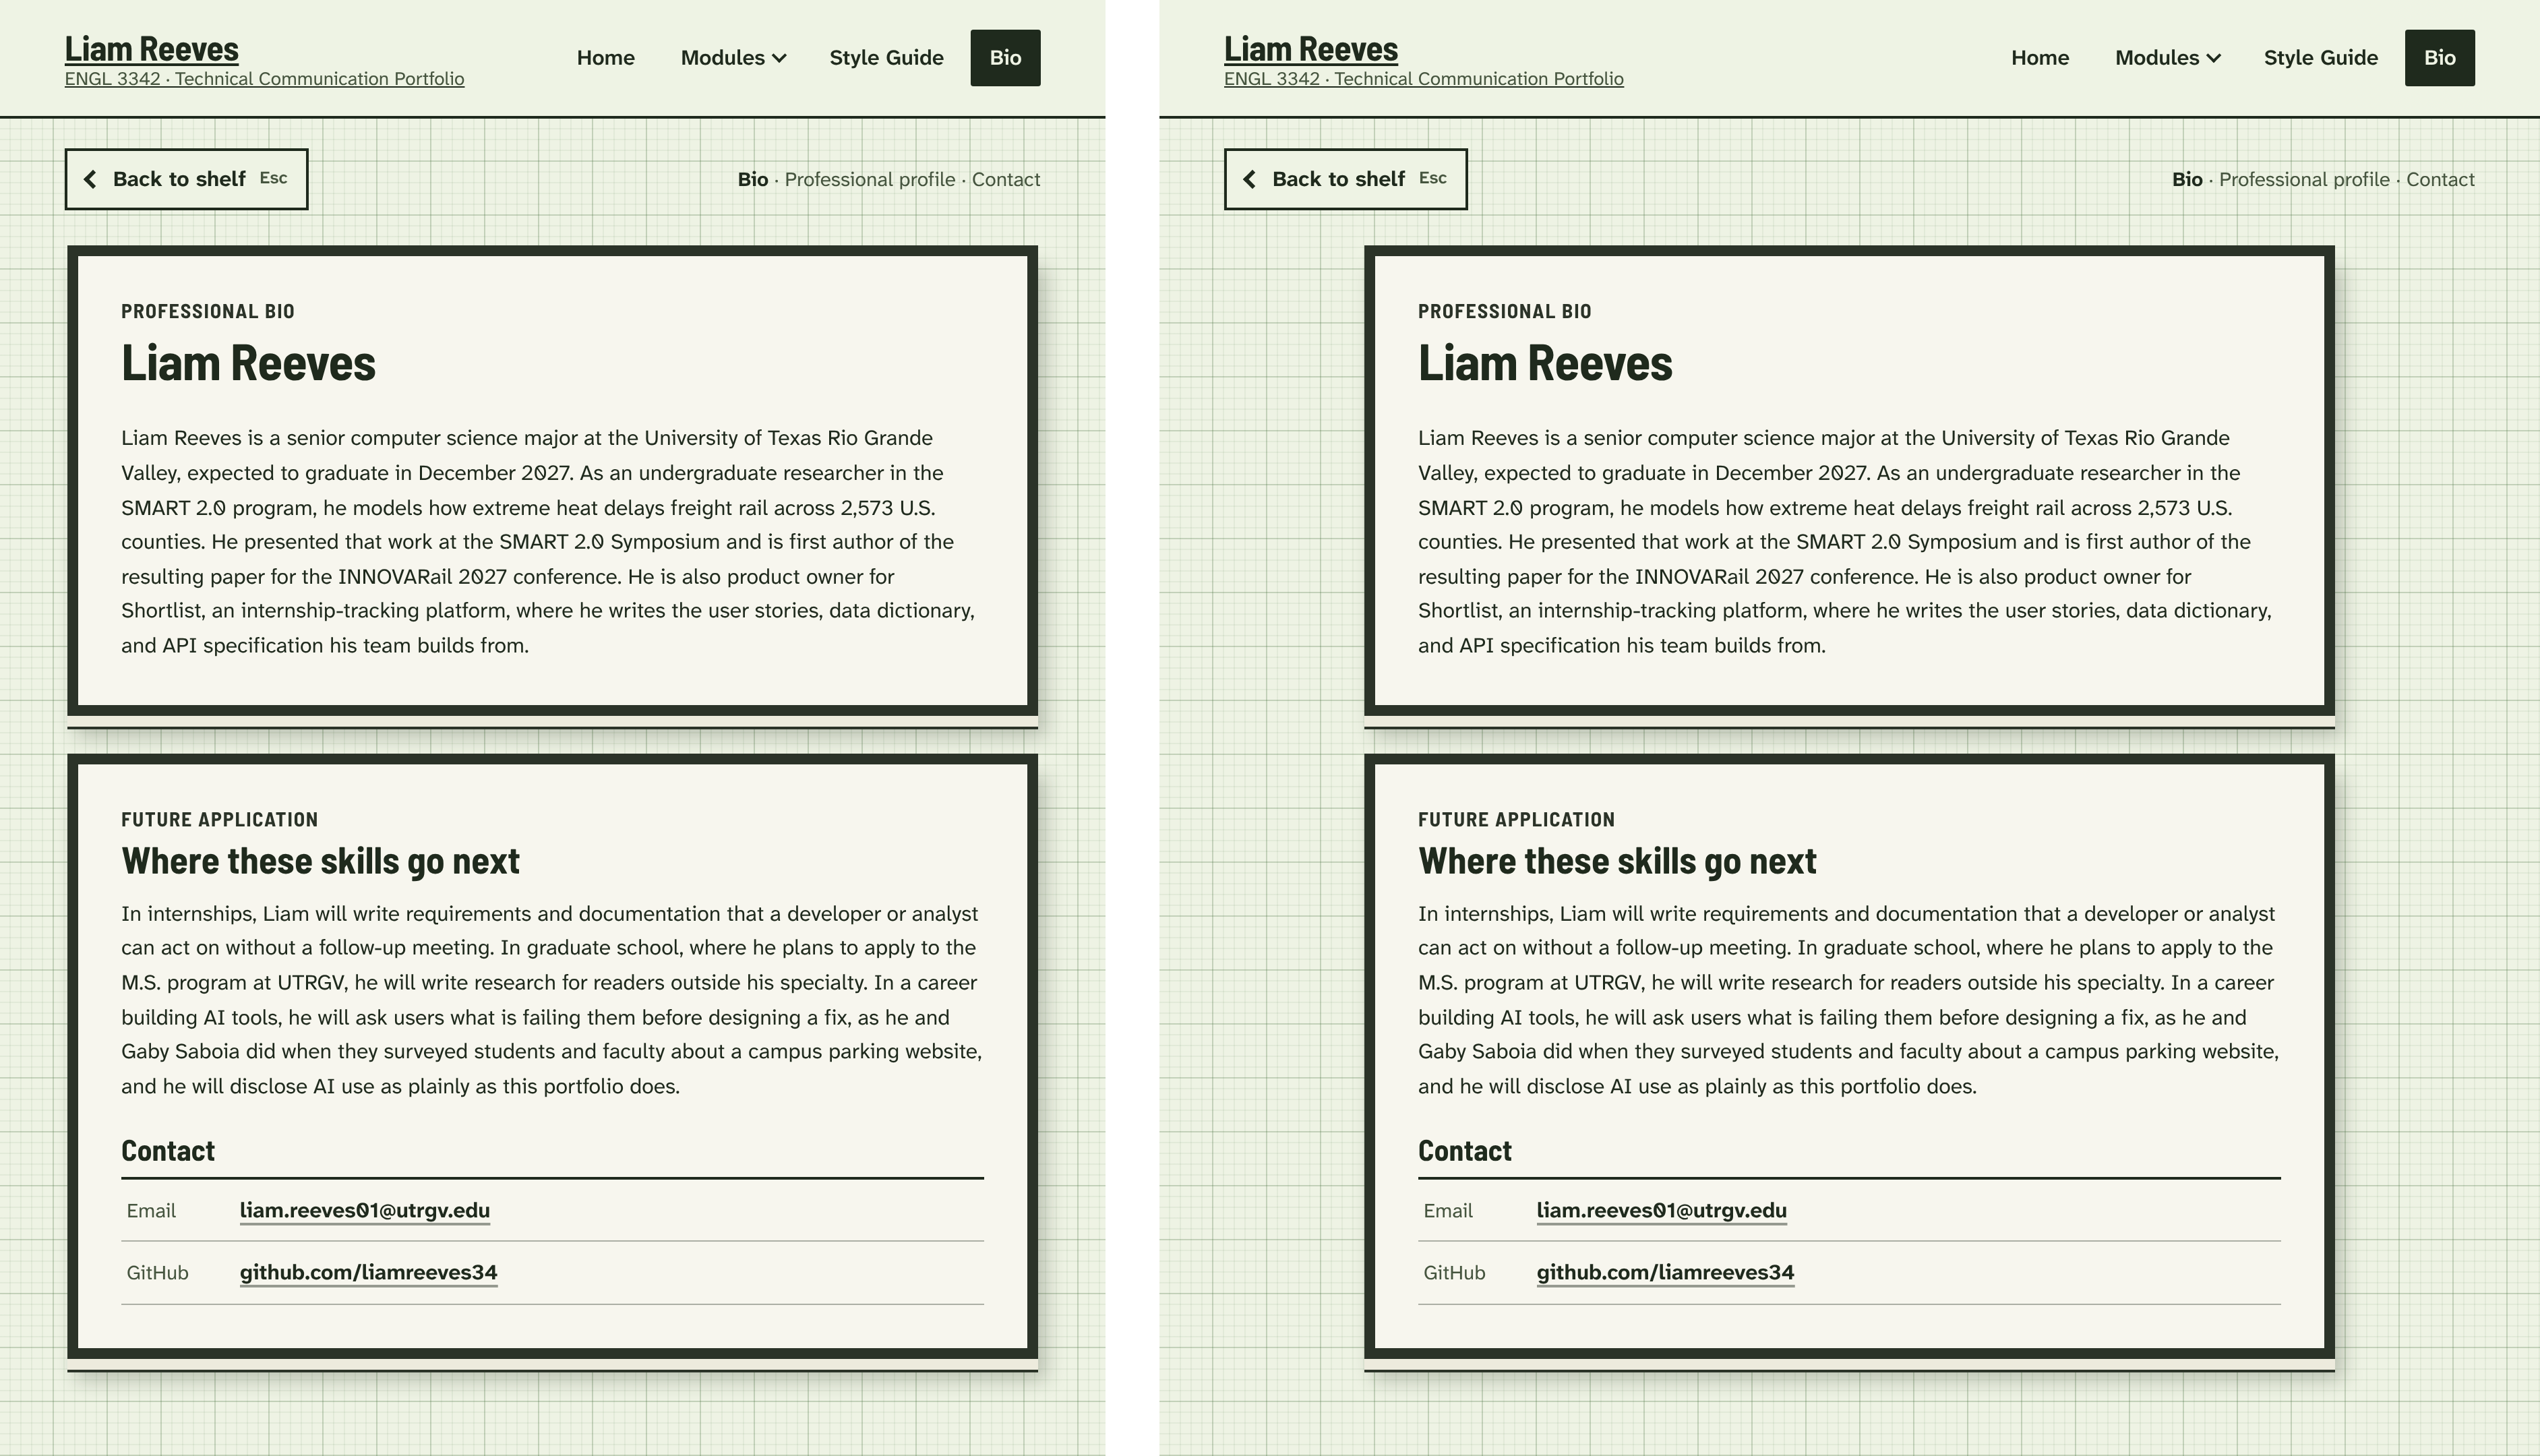 Liam Reeves
ENGL 3342 · Technical Communication Portfolio
Home Modules Style Guide Bio
Back to shelf Esc
Bio · Professional profile · Contact
PROFESSIONAL BIO
Liam Reeves
Liam Reeves is a senior computer science major at the University of Texas Rio Grande
Valley, expected to graduate in December 2027. As an undergraduate researcher in the
SMART 2.0 program, he models how extreme heat delays freight rail across 2,573 U.S.
counties. He presented that work at the SMART 2.0 Symposium and is first author of the
resulting paper for the INNOVARail 2027 conference. He is also product owner for
Shortlist, an internship-tracking platform, where he writes the user stories, data dictionary,
and API specification his team builds from.
FUTURE APPLICATION
Where these skills go next
In internships, Liam will write requirements and documentation that a developer or analyst
can act on without a follow-up meeting. In graduate school, where he plans to apply to the
M.S. program at UTRGV, he will write research for readers outside his specialty. In a career
building AI tools, he will ask users what is failing them before designing a fix, as he and
Gaby Saboia did when they surveyed students and faculty about a campus parking website,
and he will disclose AI use as plainly as this portfolio does.
Contact
Email liam.reeves01@utrgv.edu
GitHub github.com/liamreeves34
Liam Reeves
ENGL 3342 · Technical Communication Portfolio
Home Modules Style Guide Bio
Back to shelf Esc
Bio · Professional profile · Contact
PROFESSIONAL BIO
Liam Reeves
Liam Reeves is a senior computer science major at the University of Texas Rio Grande
Valley, expected to graduate in December 2027. As an undergraduate researcher in the
SMART 2.0 program, he models how extreme heat delays freight rail across 2,573 U.S.
counties. He presented that work at the SMART 2.0 Symposium and is first author of the
resulting paper for the INNOVARail 2027 conference. He is also product owner for
Shortlist, an internship-tracking platform, where he writes the user stories, data dictionary,
and API specification his team builds from.
FUTURE APPLICATION
Where these skills go next
In internships, Liam will write requirements and documentation that a developer or analyst
can act on without a follow-up meeting. In graduate school, where he plans to apply to the
M.S. program at UTRGV, he will write research for readers outside his specialty. In a career
building AI tools, he will ask users what is failing them before designing a fix, as he and
Gaby Saboia did when they surveyed students and faculty about a campus parking website,
and he will disclose AI use as plainly as this portfolio does.
Contact
Email liam.reeves01@utrgv.edu
GitHub github.com/liamreeves34